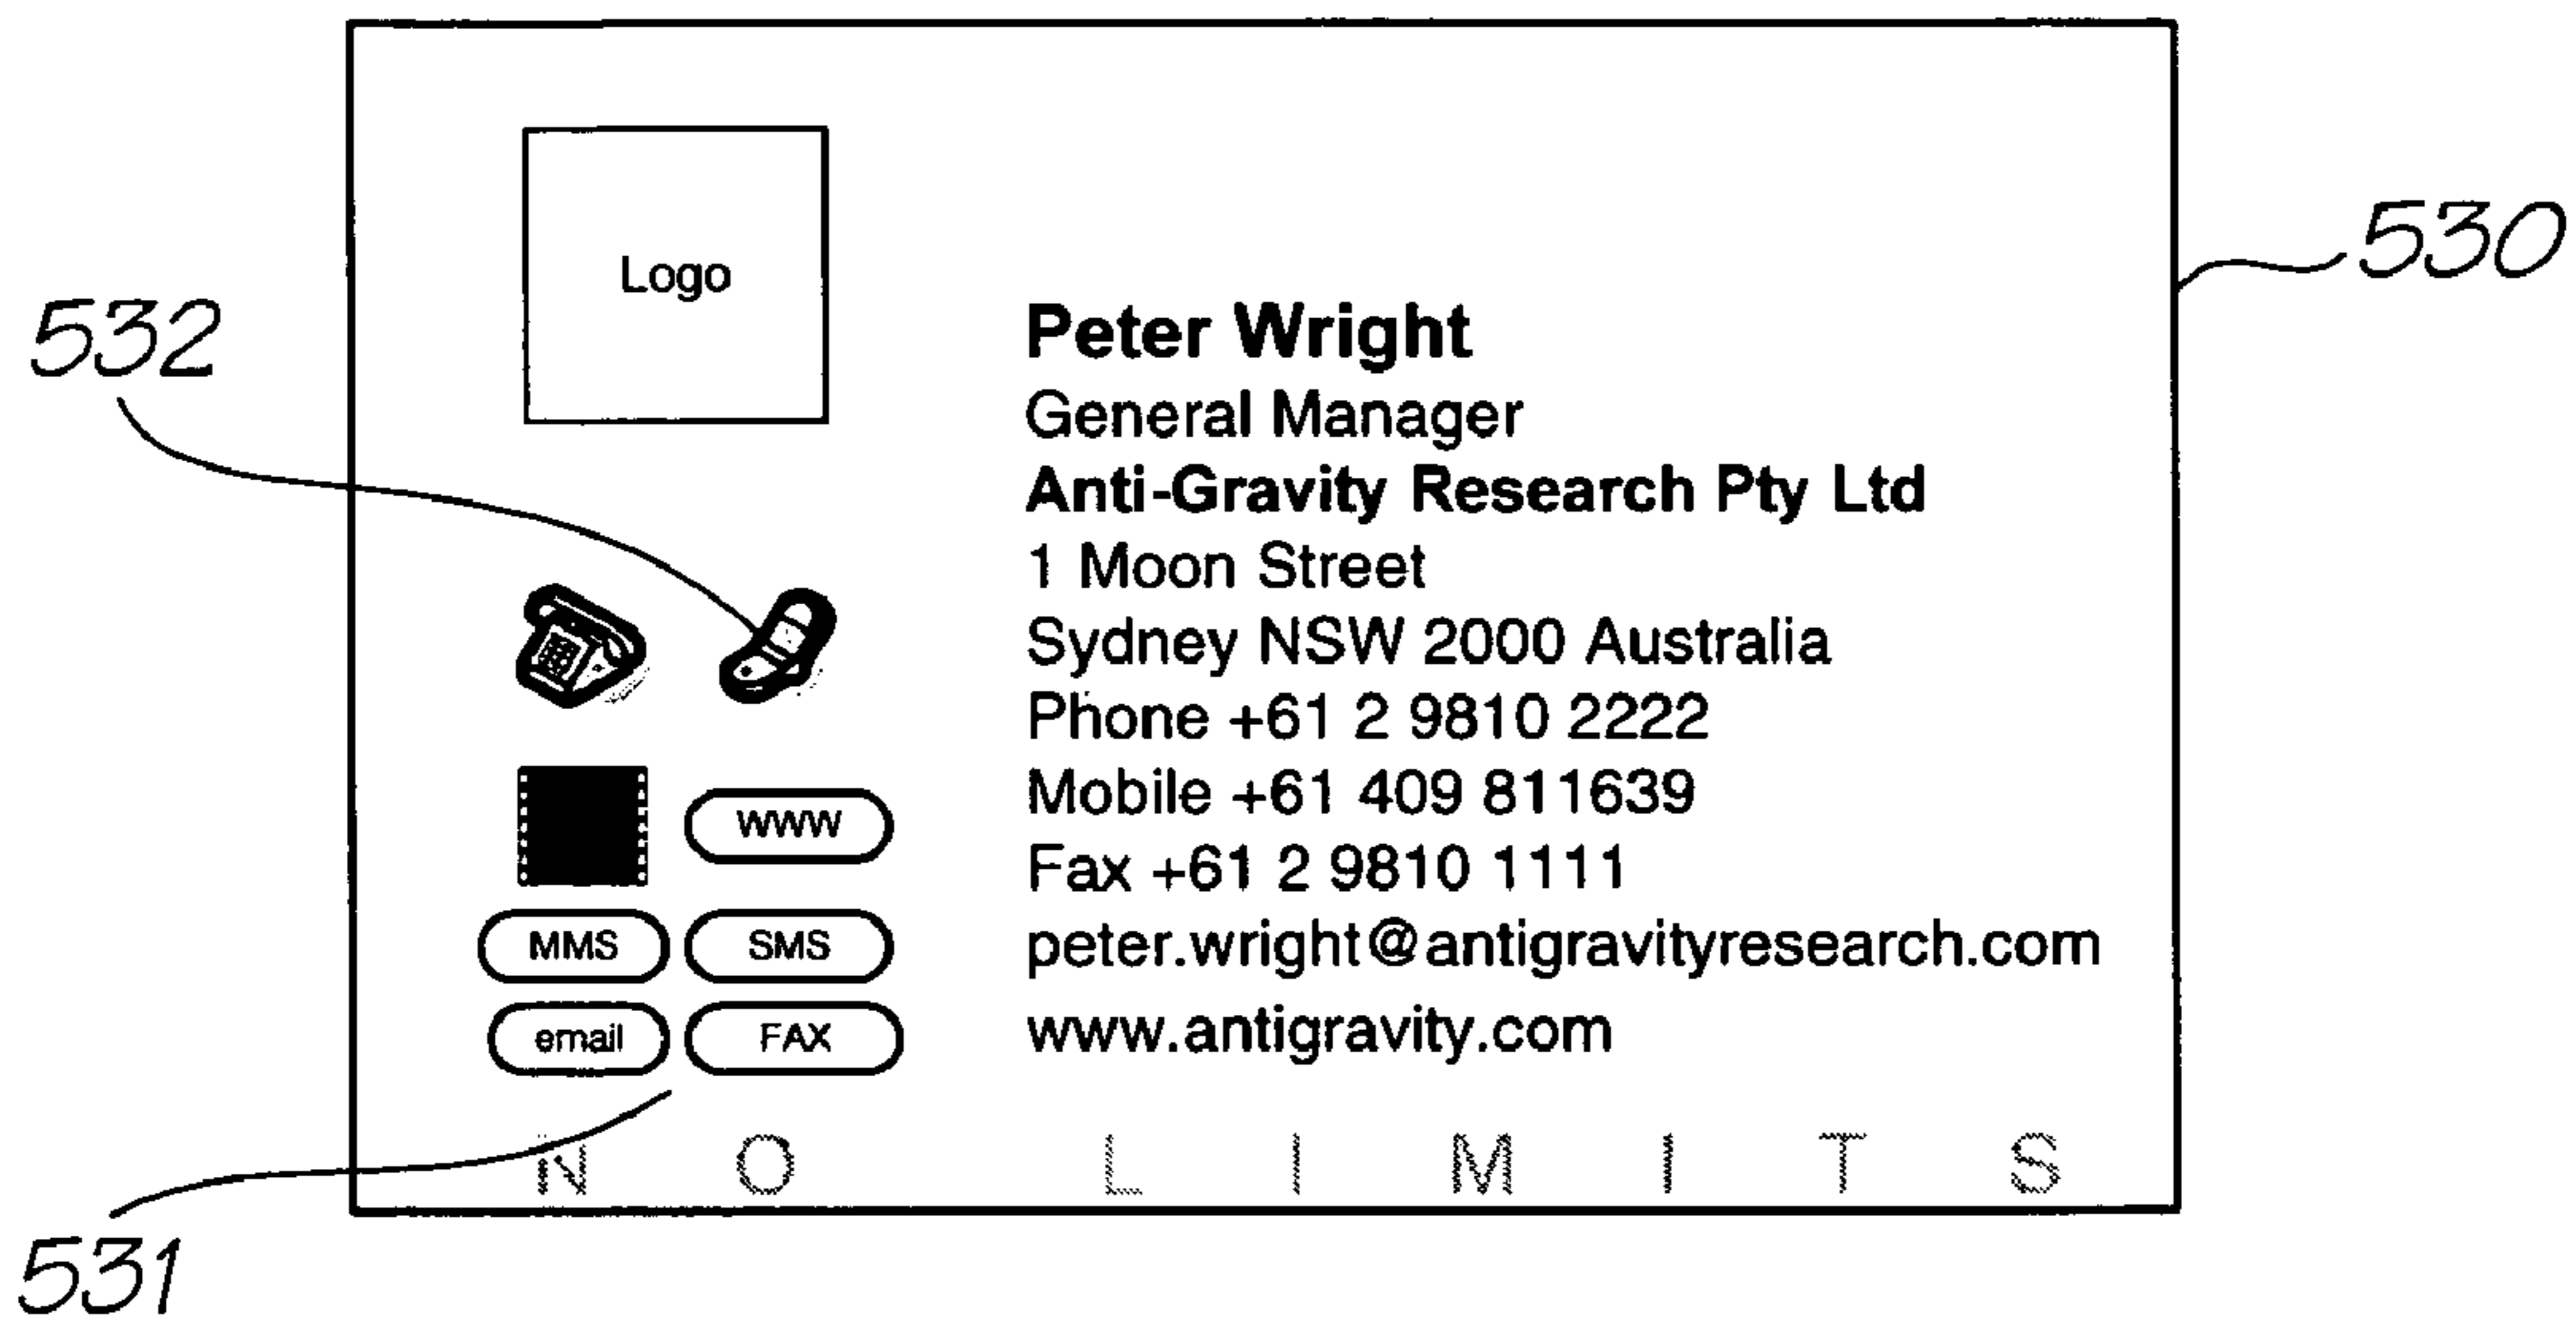 530
Logo
532
Peter Wright
General Manager
Anti-Gravity Research Pty Ltd
1 Moon Street
Sydney NSW 2000 Australia
Phone +61 2 9810 2222
Mobile +61 409 811639
Fax +61 2 9810 1111
peter.wright@antigravityresearch.com
www.antigravity.com
WWW
MMS SMS
email FAX
NO LIMITS
531